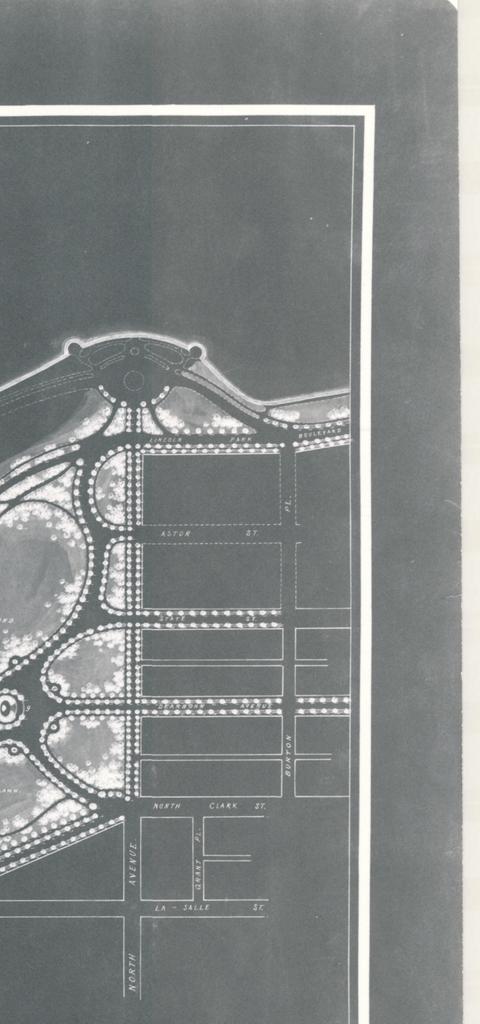 LINCOLN PARK BOULEVARD
PL.
ASTOR ST.
STATE ST.
DEARBORN AVENUE
9
BURTON
NORTH CLARK ST.
AVENUE
PL.
GRANT
LA - SALLE ST.
NORTH